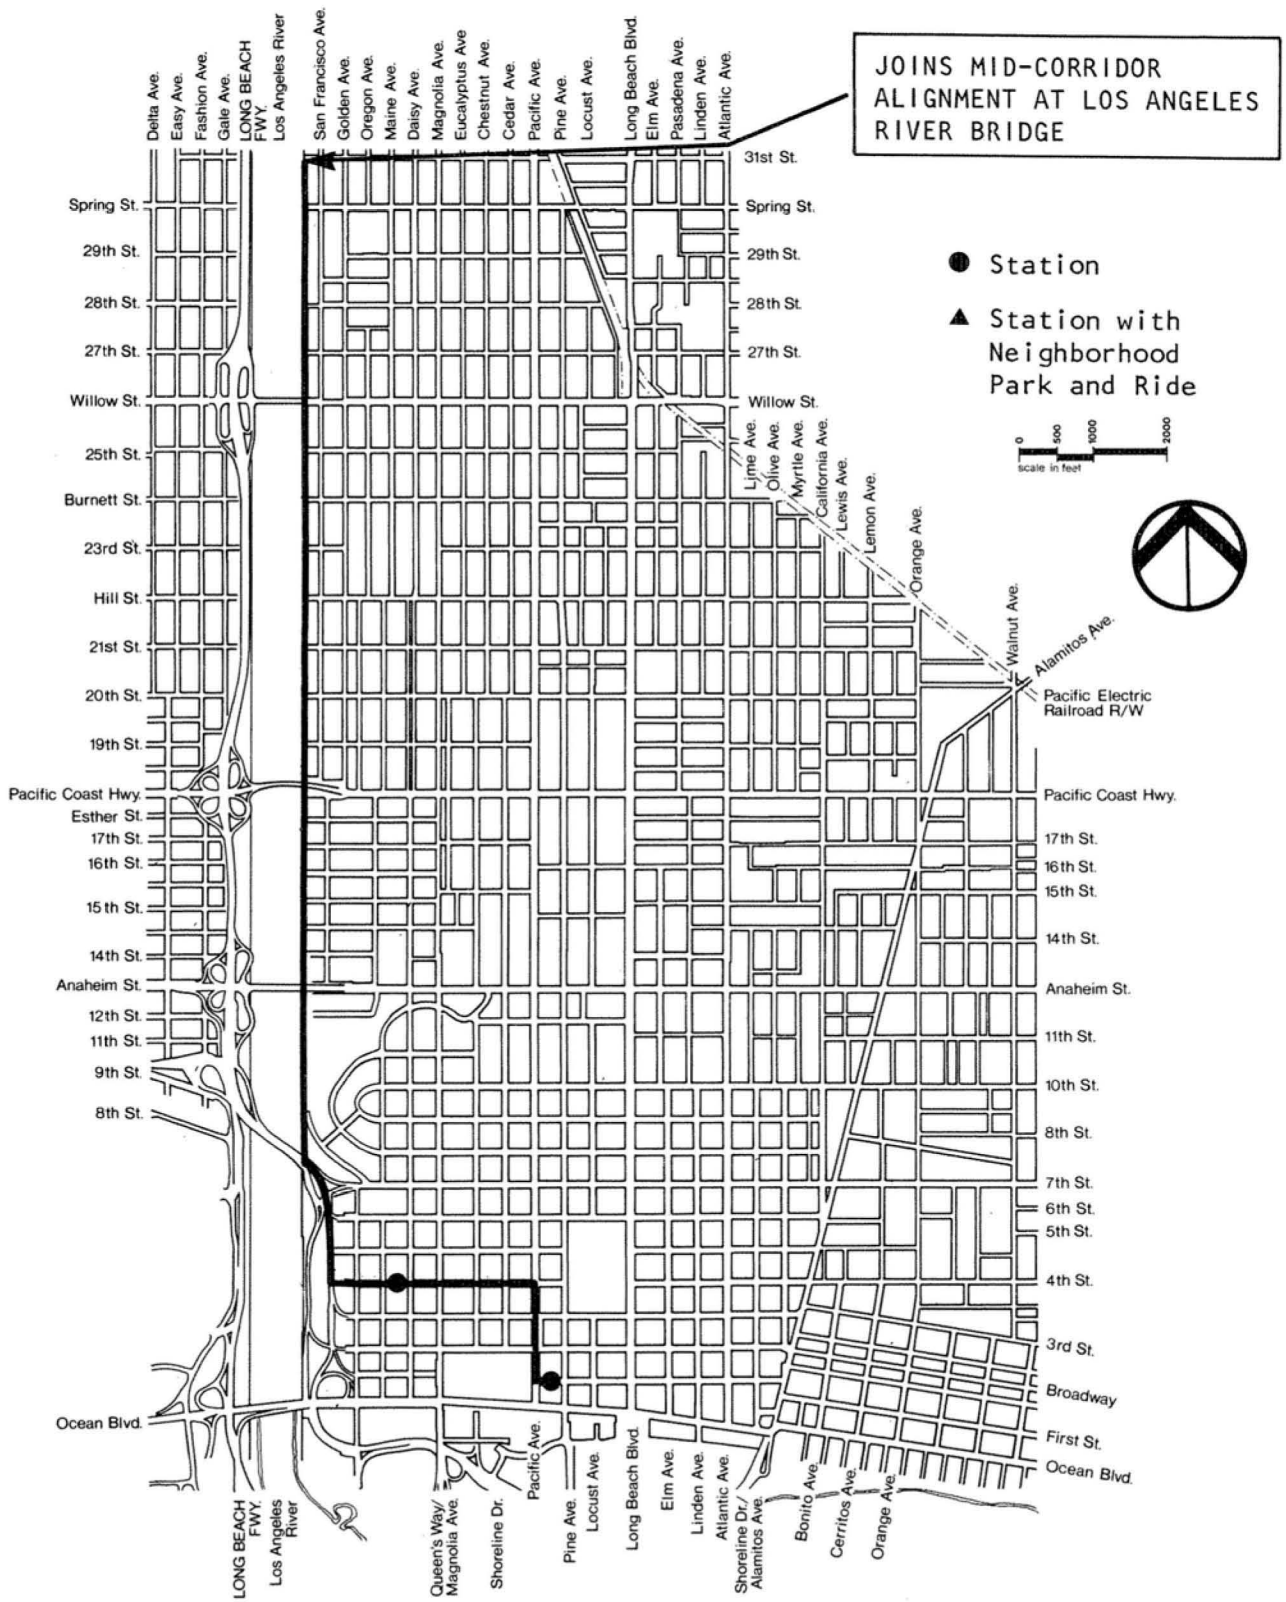 Delta Ave.
Easy Ave.
Fashion Ave.
Gale Ave.
LONG BEACH
FWY.
Los Angeles River
San Francisco Ave.
Golden Ave.
Oregon Ave.
Maine Ave.
Daisy Ave.
Magnolia Ave.
Eucalyptus Ave
Chestnut Ave.
Cedar Ave.
Pacific Ave.
Pine Ave.
Locust Ave.
Long Beach Blvd.
Elm Ave.
Pasadena Ave.
Linden Ave.
Atlantic Ave.
JOINS MID-CORRIDOR
ALIGNMENT AT LOS ANGELES
RIVER BRIDGE
Station
Station with
Neighborhood
Park and Ride
0 500 1000 2000
scale in feet
Spring St.
29th St.
28th St.
27th St.
Willow St.
25th St.
Burnett St.
23rd St.
Hill St.
21st St.
20th St.
19th St.
Pacific Coast Hwy.
Esther St.
17th St.
16th St.
15th St.
14th St.
Anaheim St.
12th St.
11th St.
9th St.
8th St.
Ocean Blvd.
31st St.
Spring St.
29th St.
28th St.
27th St.
Willow St.
Lime Ave.
Olive Ave.
Myrtle Ave.
California Ave.
Lewis Ave.
Lemon Ave.
Orange Ave.
Walnut Ave.
Alamitos Ave.
Pacific Electric
Railroad R/W
Pacific Coast Hwy.
17th St.
16th St.
15th St.
14th St.
Anaheim St.
11th St.
10th St.
8th St.
7th St.
6th St.
5th St.
4th St.
3rd St.
Broadway
First St.
Ocean Blvd.
LONG BEACH
FWY.
Los Angeles
River
Queen's Way/
Magnolia Ave.
Shoreline Dr.
Pacific Ave.
Pine Ave.
Locust Ave.
Long Beach Blvd.
Elm Ave.
Linden Ave.
Atlantic Ave.
Shoreline Dr./
Alamitos Ave.
Bonito Ave.
Cerritos Ave.
Orange Ave.